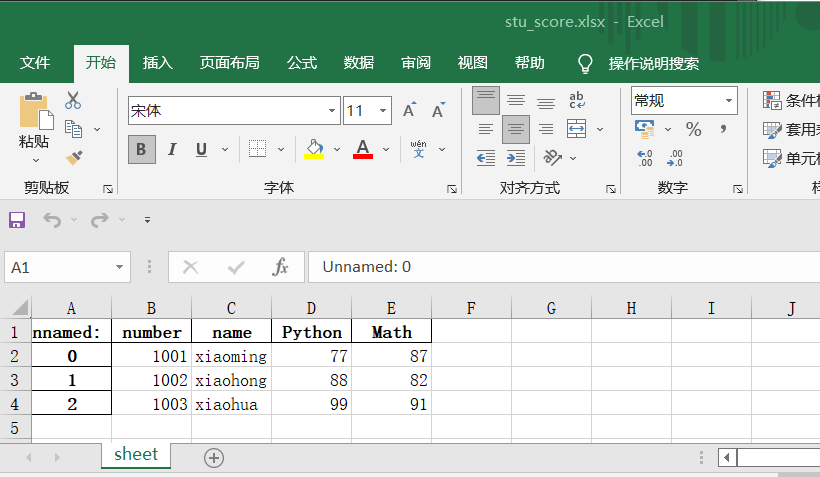 stu_score.xlsx - Excel
文件 开始 插入 页面布局 公式 数据 审阅 视图 帮助 操作说明搜索
粘贴 宋体 11 A A ab c 常规 条件
B I U A wén 文 % , 套用
.00 .00 单元
剪贴板 字体 对齐方式 数字
A1 fx Unnamed: 0
A B C D E F G H I J
1 nnamed: number name Python Math
2 0 1001 xiaoming 77 87
3 1 1002 xiaohong 88 82
4 2 1003 xiaohua 99 91
5
sheet